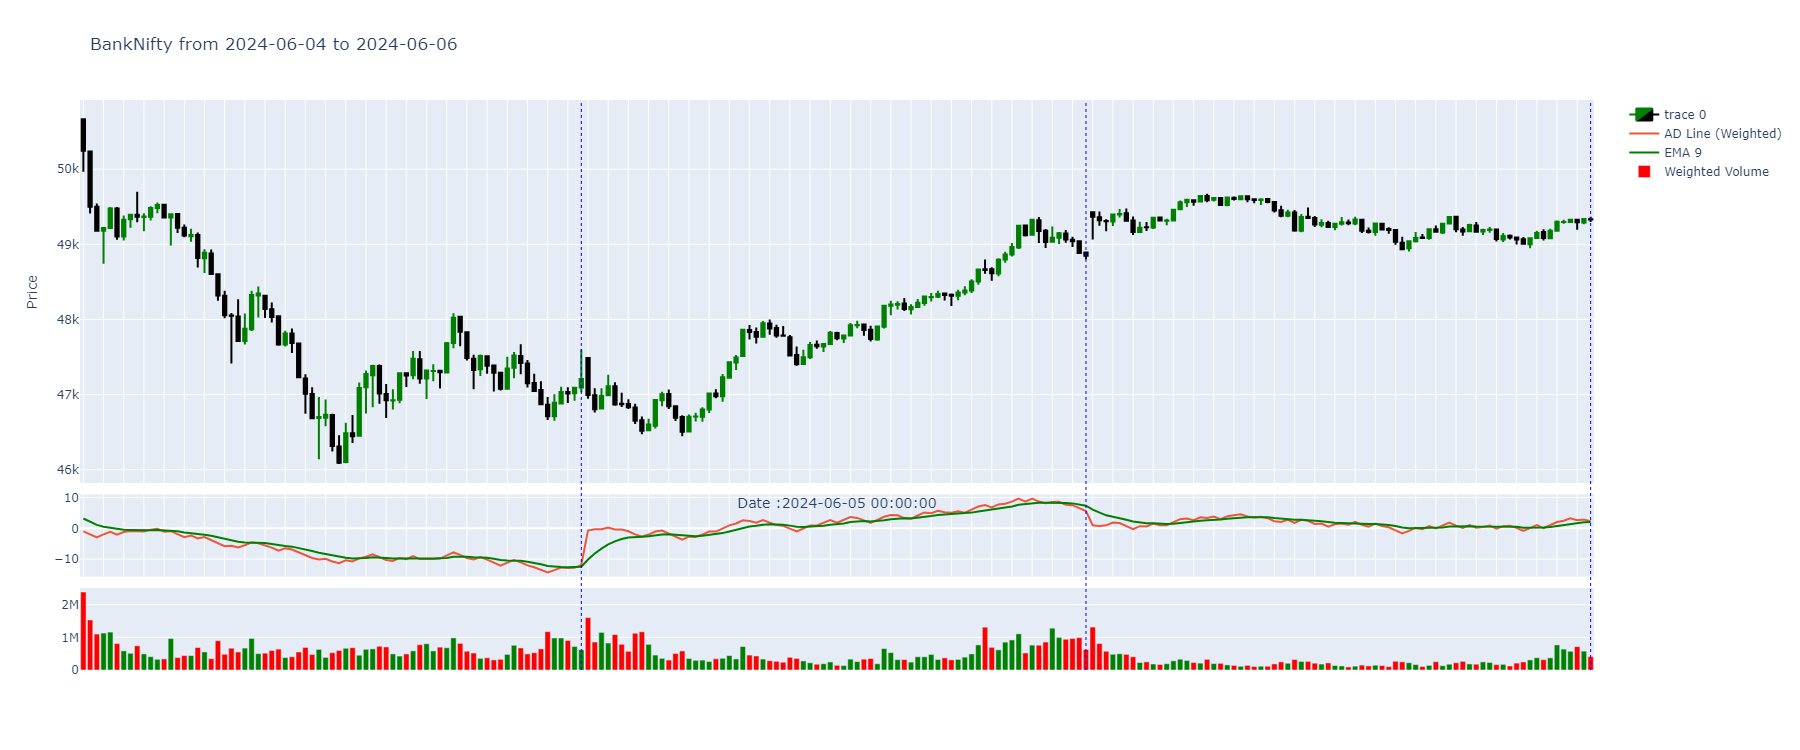 BankNifty from 2024-06-04 to 2024-06-06
trace 0
AD Line (Weighted)
EMA 9
Weighted Volume
Price
50k
49k
48k
47k
46k
Date :2024-06-05 00:00:00
10
0
−10
2M
1M
0